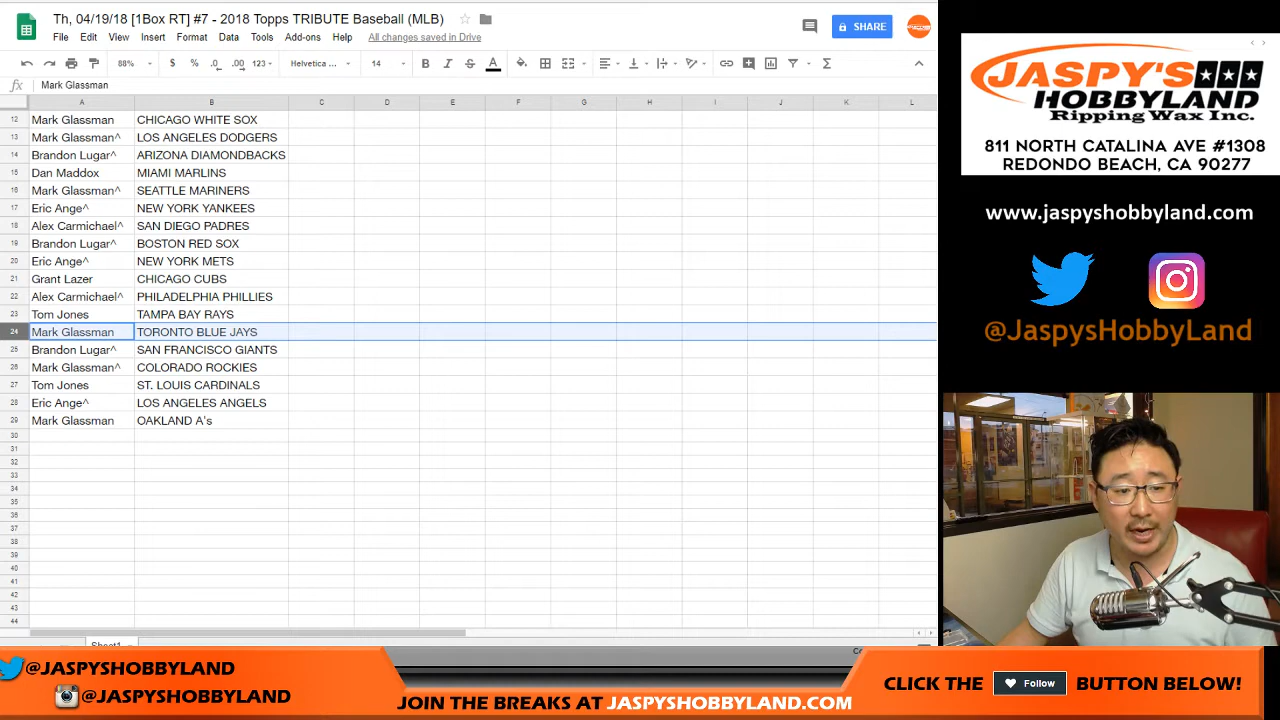 Th, 04/19/18 [1Box RT] #7 - 2018 Topps TRIBUTE Baseball (MLB)
File Edit View Insert Format Data Tools Add-ons Help All changes saved in Drive
SHARE
88% $ % .0 .00 123 Helvetica ... 14 B I S A
fx Mark Glassman
A B C D E F G H I J K L
12 Mark Glassman CHICAGO WHITE SOX
13 Mark Glassman^ LOS ANGELES DODGERS
14 Brandon Lugar^ ARIZONA DIAMONDBACKS
15 Dan Maddox MIAMI MARLINS
16 Mark Glassman^ SEATTLE MARINERS
17 Eric Ange^ NEW YORK YANKEES
18 Alex Carmichael^ SAN DIEGO PADRES
19 Brandon Lugar^ BOSTON RED SOX
20 Eric Ange^ NEW YORK METS
21 Grant Lazer CHICAGO CUBS
22 Alex Carmichael^ PHILADELPHIA PHILLIES
23 Tom Jones TAMPA BAY RAYS
24 Mark Glassman TORONTO BLUE JAYS
25 Brandon Lugar^ SAN FRANCISCO GIANTS
26 Mark Glassman^ COLORADO ROCKIES
27 Tom Jones ST. LOUIS CARDINALS
28 Eric Ange^ LOS ANGELES ANGELS
29 Mark Glassman OAKLAND A's
30
31
32
33
34
35
36
37
38
39
40
41
42
43
44
JASPY'S
HOBBYLAND
Ripping Wax Inc.
811 NORTH CATALINA AVE #1308
REDONDO BEACH, CA 90277
www.jaspyshobbyland.com
@JaspysHobbyLand
@JASPYSHOBBYLAND
@JASPYSHOBBYLAND
JOIN THE BREAKS AT JASPYSHOBBYLAND.COM
CLICK THE Follow BUTTON BELOW!